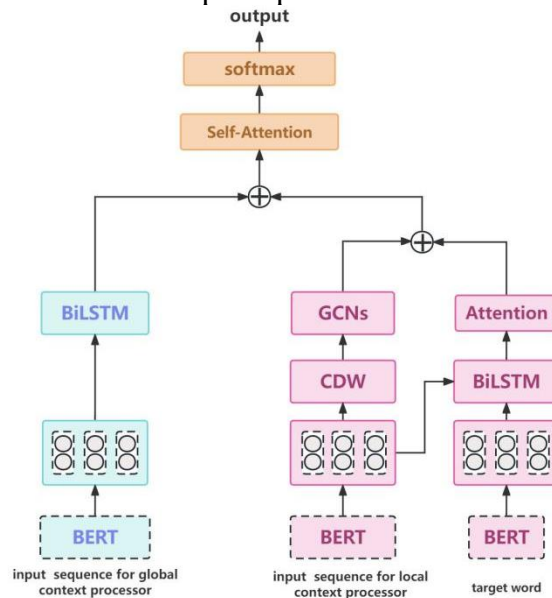 output
softmax
Self-Attention
BiLSTM
GCNs
Attention
CDW
BiLSTM
BERT
BERT
BERT
input sequence for global
context processor
input sequence for local
context processor
target word